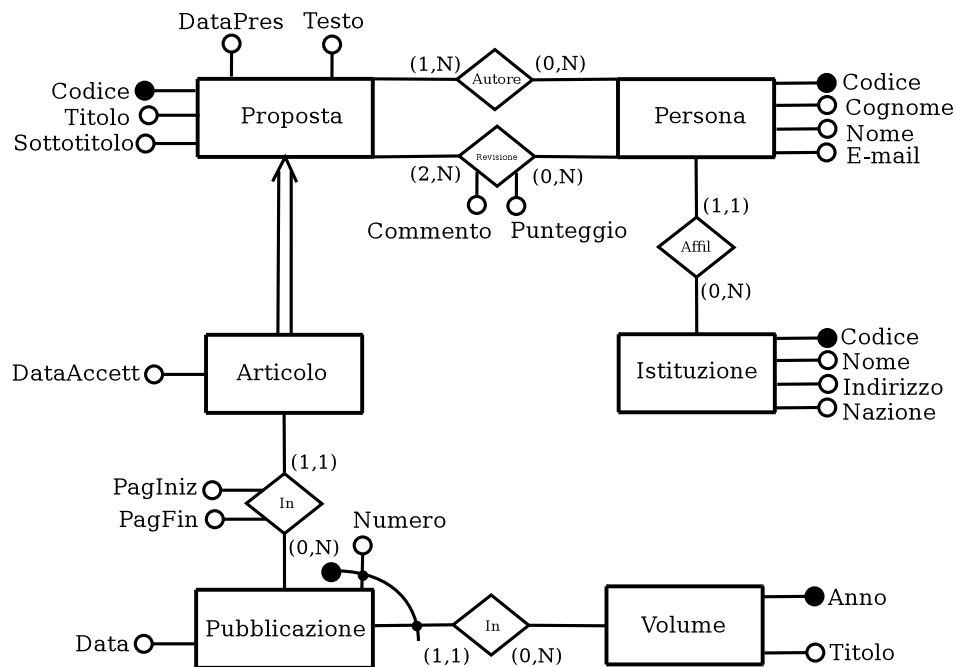 DataPres
Testo
Codice
Titolo
Sottotitolo
Proposta
(1,N)
Autore
(0,N)
Persona
Codice
Cognome
Nome
E-mail
(2,N)
Revisione
(0,N)
Commento
Punteggio
(1,1)
Affil
(0,N)
DataAccett
Articolo
Istituzione
Codice
Nome
Indirizzo
Nazione
(1,1)
PagIniz
PagFin
In
(0,N)
Numero
Data
Pubblicazione
(1,1)
In
(0,N)
Volume
Anno
Titolo